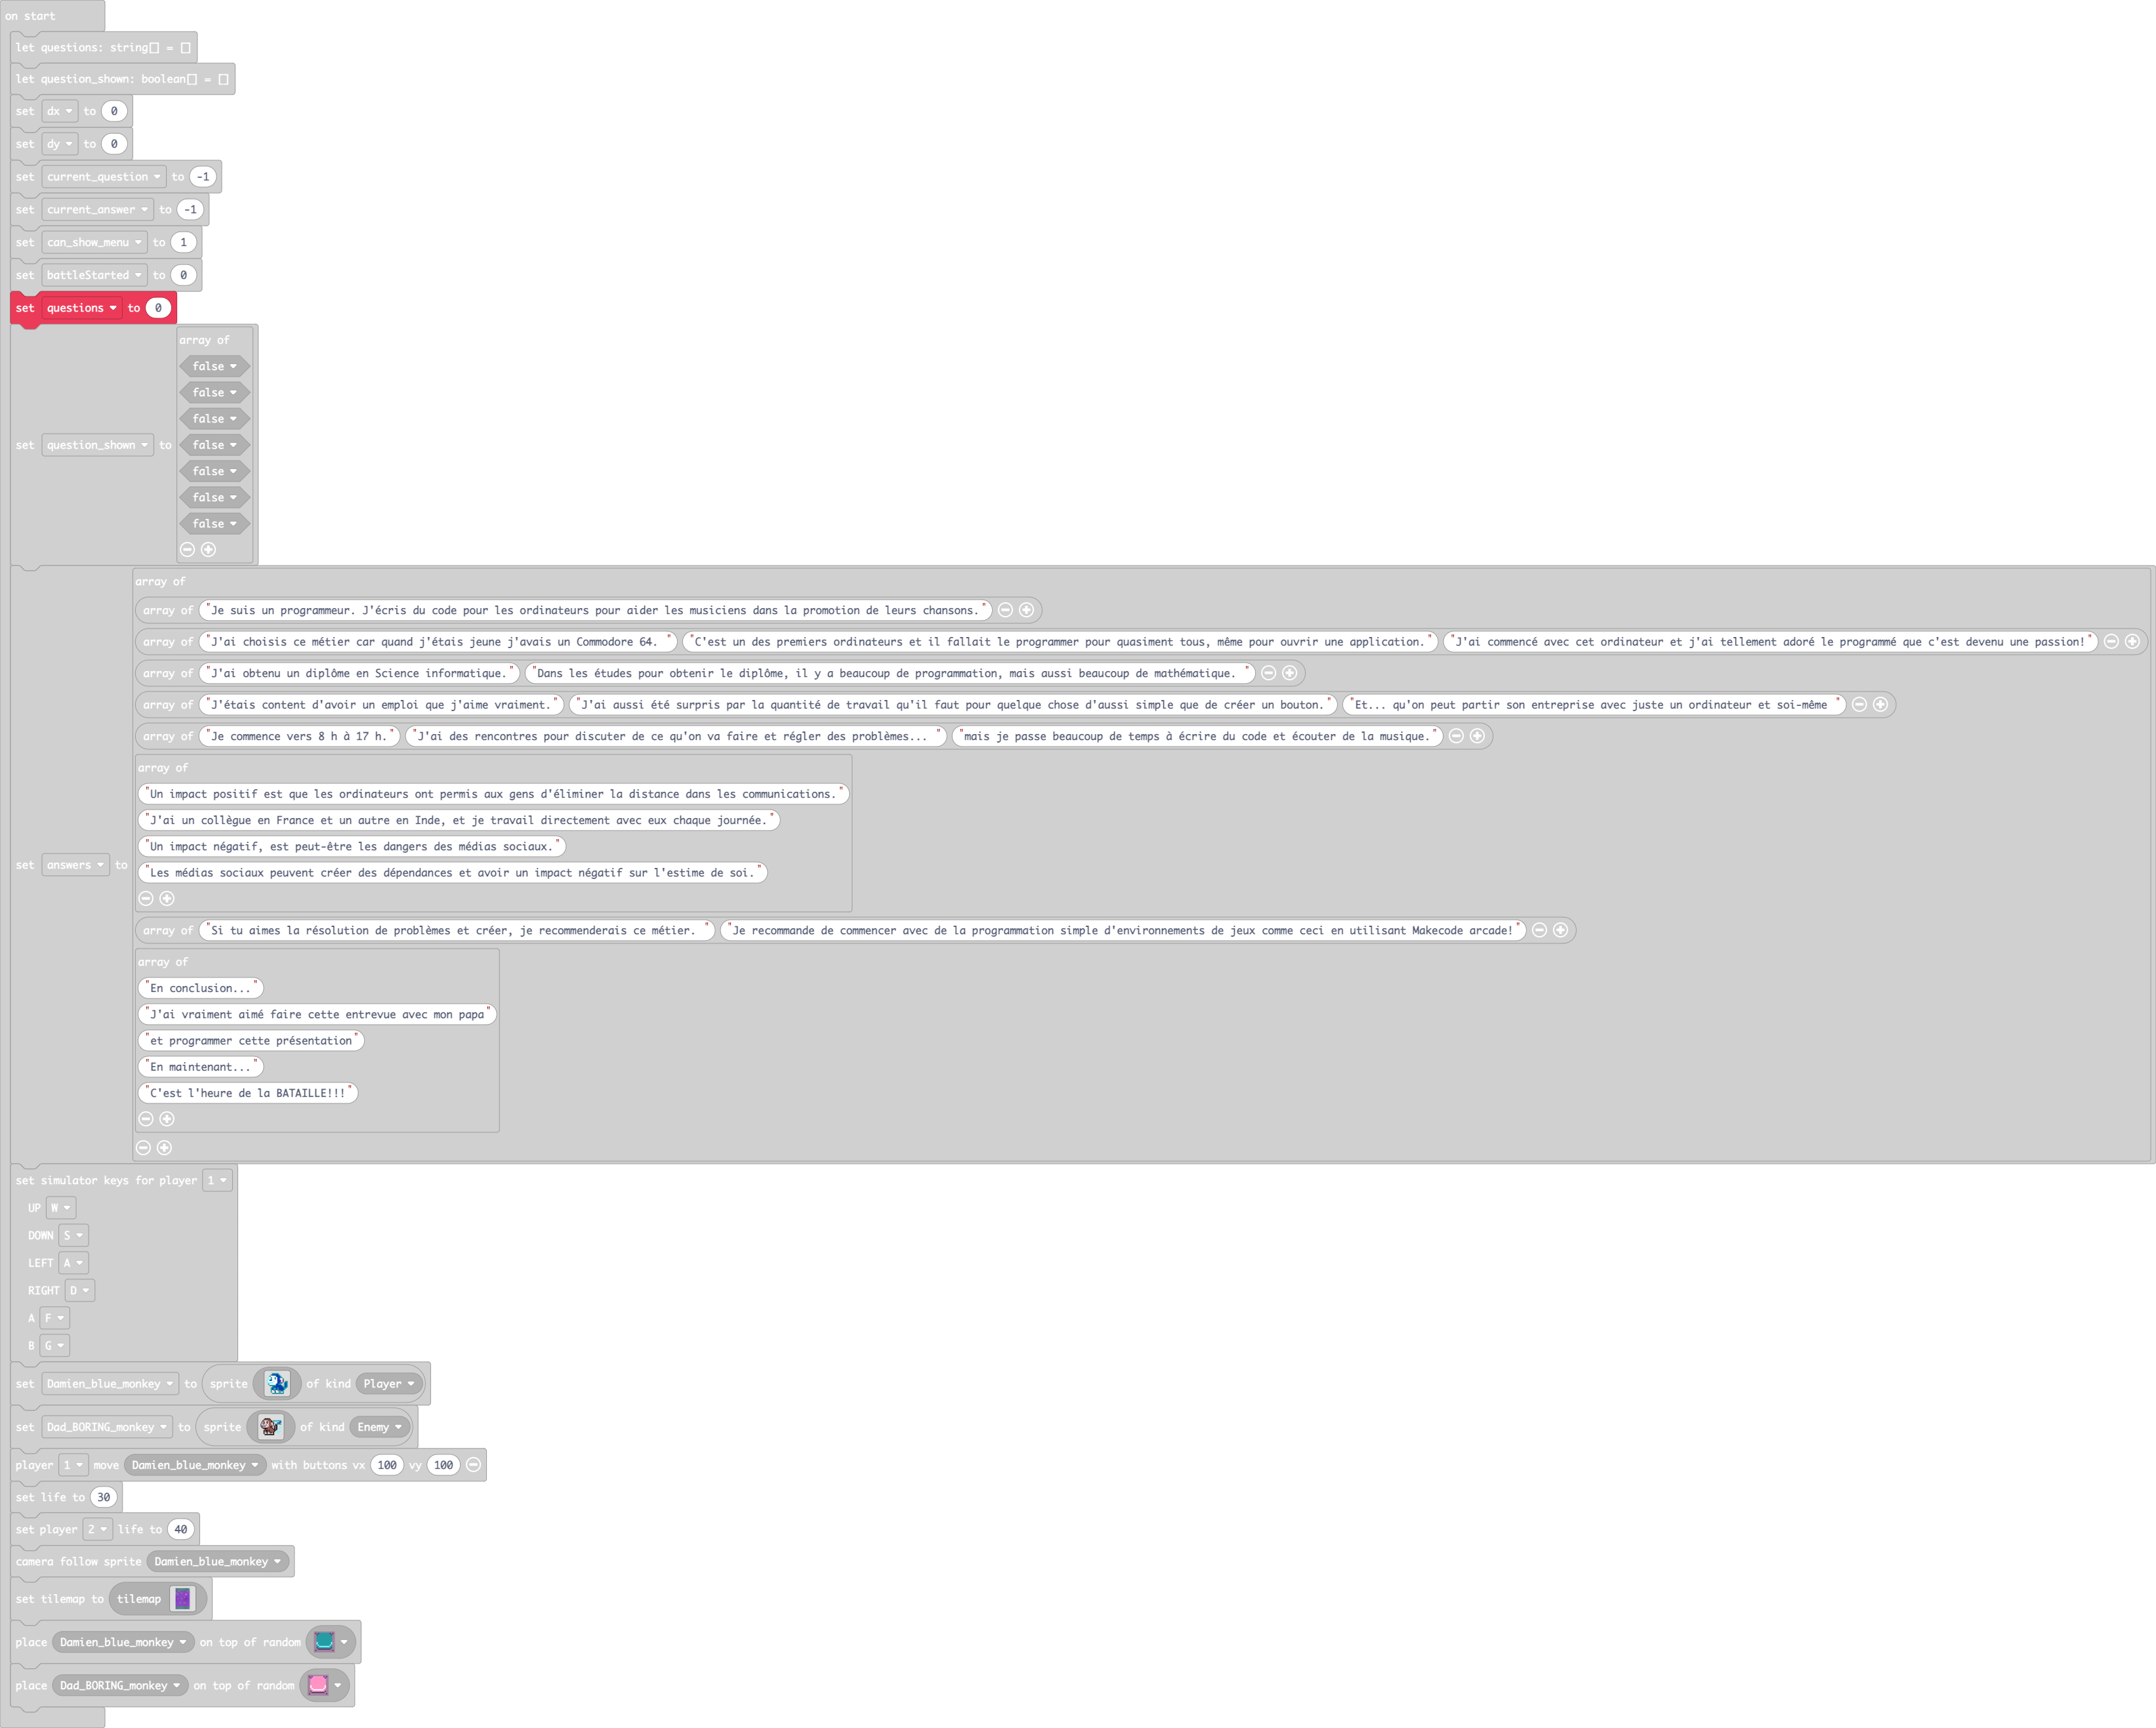 on start
let questions: string[] = []
let question_shown: boolean[] = []
set dx to 0
set dy to 0
set current_question to -1
set current_answer to -1
set can_show_menu to 1
set battleStarted to 0
set questions to 0
set question_shown to array of
false
false
false
false
false
false
false
set answers to array of
array of "Je suis un programmeur. J'écris du code pour les ordinateurs pour aider les musiciens dans la promotion de leurs chansons."
array of "J'ai choisis ce métier car quand j'étais jeune j'avais un Commodore 64. " "C'est un des premiers ordinateurs et il fallait le programmer pour quasiment tous, même pour ouvrir une application." "J'ai commencé avec cet ordinateur et j'ai tellement adoré le programmé que c'est devenu une passion!"
array of "J'ai obtenu un diplôme en Science informatique." "Dans les études pour obtenir le diplôme, il y a beaucoup de programmation, mais aussi beaucoup de mathématique. "
array of "J'étais content d'avoir un emploi que j'aime vraiment." "J'ai aussi été surpris par la quantité de travail qu'il faut pour quelque chose d'aussi simple que de créer un bouton." "Et... qu'on peut partir son entreprise avec juste un ordinateur et soi-même "
array of "Je commence vers 8 h à 17 h." "J'ai des rencontres pour discuter de ce qu'on va faire et régler des problèmes... " "mais je passe beaucoup de temps à écrire du code et écouter de la musique."
array of
"Un impact positif est que les ordinateurs ont permis aux gens d'éliminer la distance dans les communications."
"J'ai un collègue en France et un autre en Inde, et je travail directement avec eux chaque journée."
"Un impact négatif, est peut-être les dangers des médias sociaux."
"Les médias sociaux peuvent créer des dépendances et avoir un impact négatif sur l'estime de soi."
array of "Si tu aimes la résolution de problèmes et créer, je recommenderais ce métier. " "Je recommande de commencer avec de la programmation simple d'environnements de jeux comme ceci en utilisant Makecode arcade!"
array of
"En conclusion..."
"J'ai vraiment aimé faire cette entrevue avec mon papa"
"et programmer cette présentation"
"En maintenant..."
"C'est l'heure de la BATAILLE!!!"
set simulator keys for player 1
UP W
DOWN S
LEFT A
RIGHT D
A F
B G
set Damien_blue_monkey to sprite of kind Player
set Dad_BORING_monkey to sprite of kind Enemy
player 1 move Damien_blue_monkey with buttons vx 100 vy 100
set life to 30
set player 2 life to 40
camera follow sprite Damien_blue_monkey
set tilemap to tilemap
place Damien_blue_monkey on top of random
place Dad_BORING_monkey on top of random